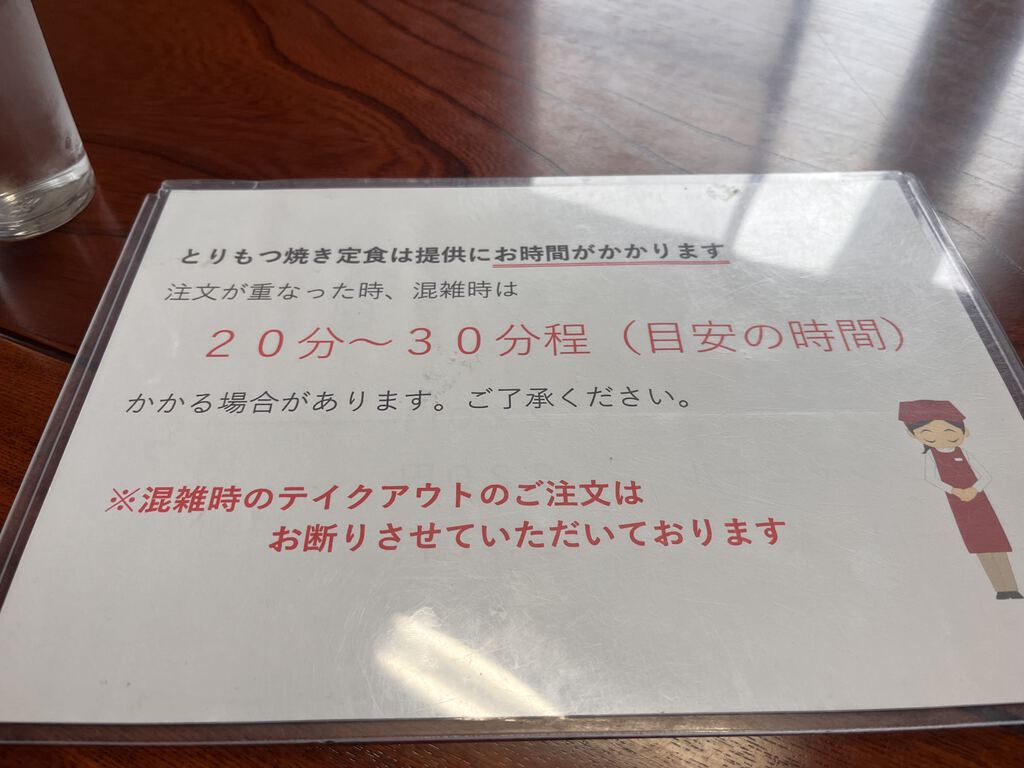 とりもつ焼き定食は提供にお時間がかかります
注文が重なった時、混雑時は
２０分～３０分程（目安の時間）
かかる場合があります。ご了承ください。
※混雑時のテイクアウトのご注文は
お断りさせていただいております